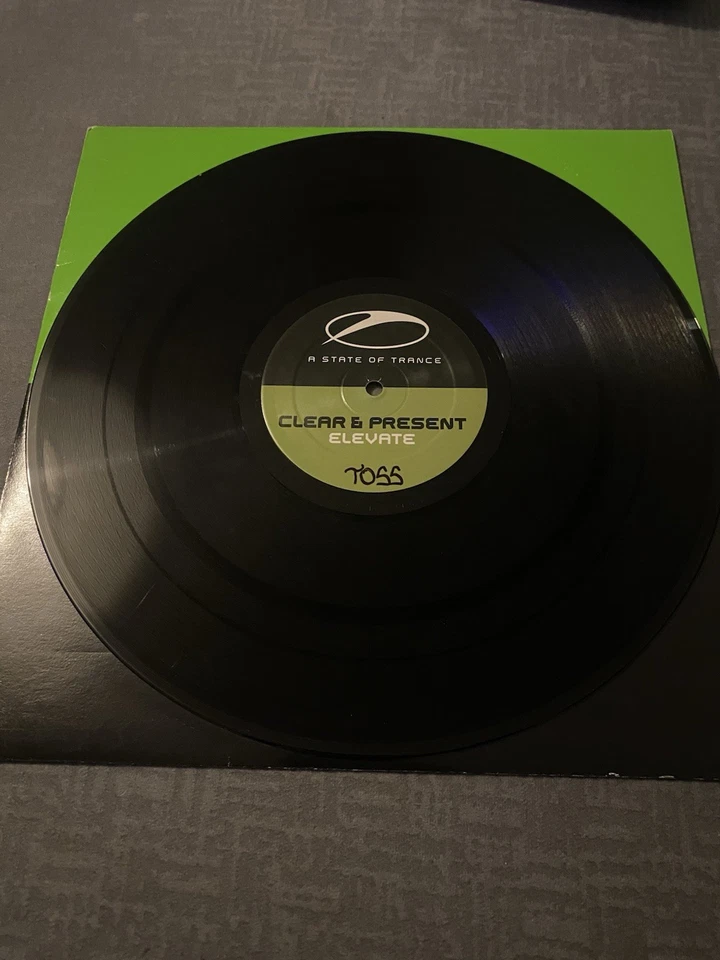 A STATE OF TRANCE
CLEAR & PRESENT
ELEVATE
TOSS